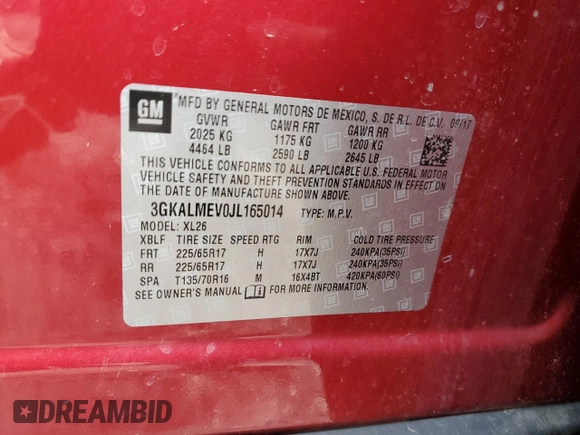 GM
*MFD BY GENERAL MOTORS DE MEXICO, S. DE R.L. DE C.V. 09/17
GVWR GAWR FRT GAWR RR
2025 KG 1175 KG 1200 KG
4464 LB 2590 LB 2645 LB
THIS VEHICLE CONFORMS TO ALL APPLICABLE U.S. FEDERAL MOTOR
VEHICLE SAFETY AND THEFT PREVENTION STANDARDS IN EFFECT ON
THE DATE OF MANUFACTURE SHOWN ABOVE.
3GKALMEV0JL165014 TYPE: M.P.V.
MODEL: XL26
XBLF TIRE SIZE SPEED RTG RIM COLD TIRE PRESSURE
FRT 225/65R17 H 17X7J 240KPA(35PSI)
RR 225/65R17 H 17X7J 240KPA(35PSI)
SPA T135/70R16 M 16X4BT 420KPA(60PSI)
SEE OWNER'S MANUAL FOR MORE INFORMATION.
DREAMBID